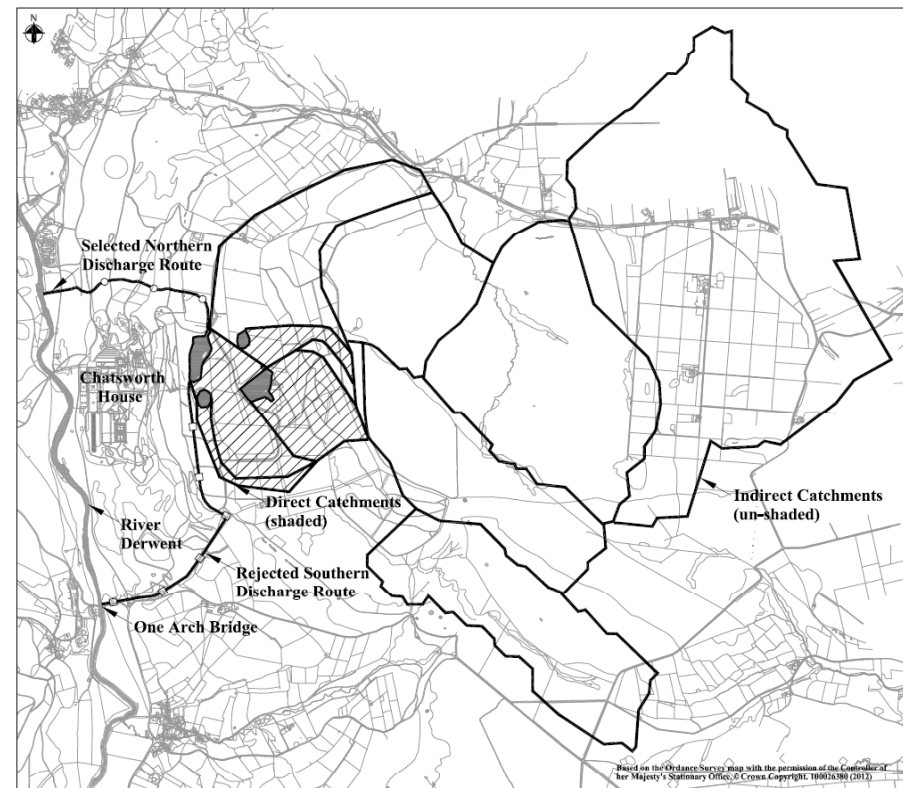 N
Selected Northern
Discharge Route
Chatsworth
House
Direct Catchments
(shaded)
Indirect Catchments
(un-shaded)
River
Derwent
Rejected Southern
Discharge Route
One Arch Bridge
Based on the Ordance Survey map with the permission of the Controller of
her Majesty's Stationary Office, © Crown Copyright, 100026380 (2012)